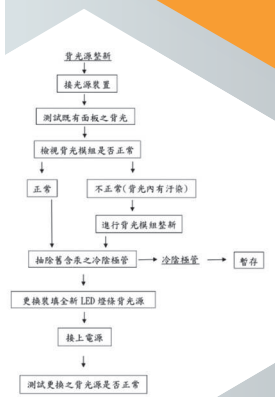 背光源整新
接光源裝置
測試既有面板之背光
檢視背光模組是否正常
正常
不正常(背光內有汙染)
進行背光模組整新
抽除舊含汞之冷陰極管
冷陰極管
暫存
更換裝填全新 LED 燈條背光源
接上電源
測試更換之背光源是否正常